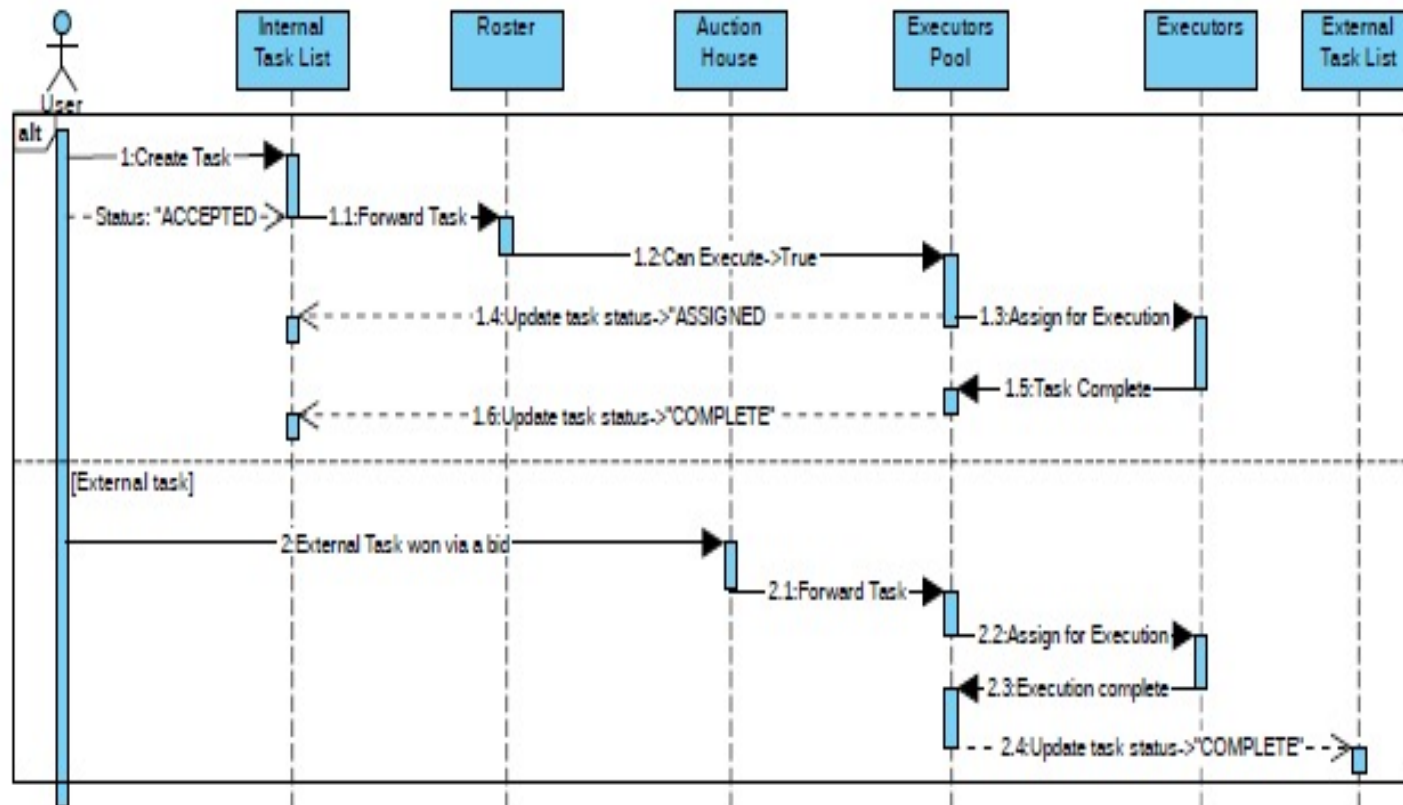 Internal
Task List
Roster
Auction
House
Executors
Pool
Executors
External
Task List
User
alt
1:Create Task
Status: "ACCEPTED
1.1:Forward Task
1.2:Can Execute->True
1.4:Update task status->"ASSIGNED
1.3:Assign for Execution
1.5:Task Complete
1.6:Update task status->"COMPLETE"
[External task]
2:External Task won via a bid
2.1:Forward Task
2.2:Assign for Execution
2.3:Execution complete
2.4:Update task status->"COMPLETE"